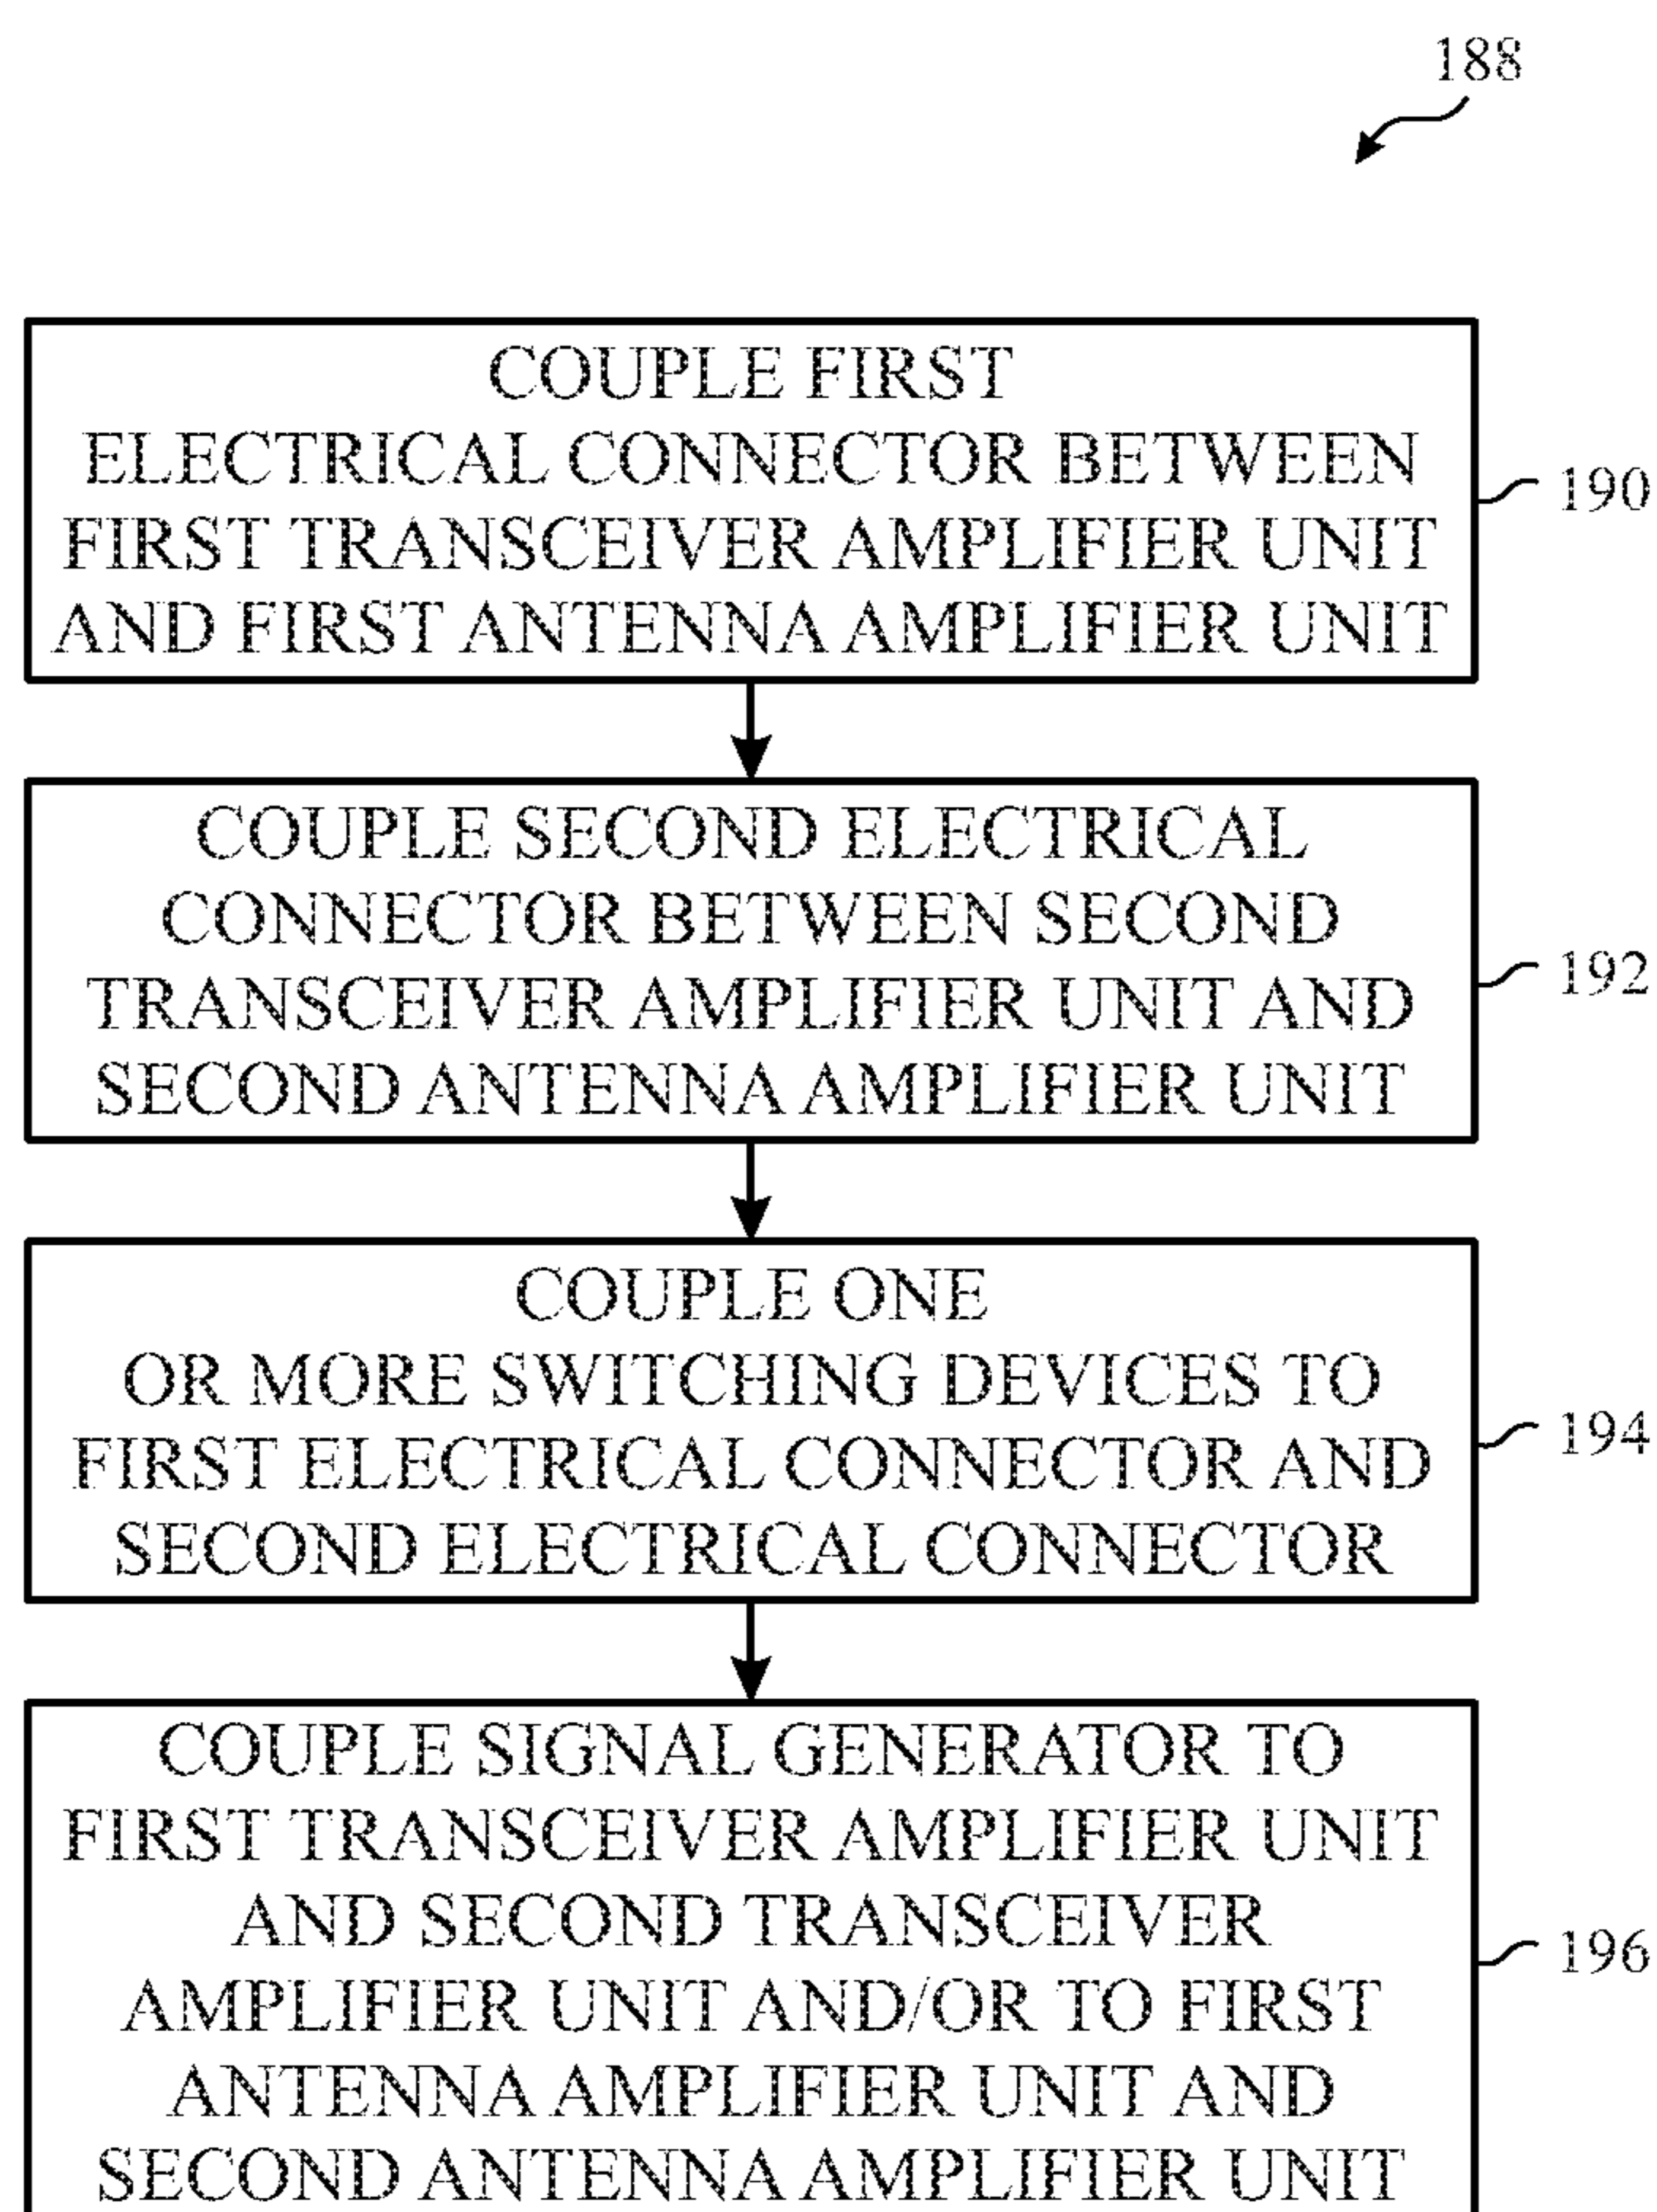 188
COUPLE FIRST
ELECTRICAL CONNECTOR BETWEEN
FIRST TRANSCEIVER AMPLIFIER UNIT
AND FIRST ANTENNA AMPLIFIER UNIT
190
COUPLE SECOND ELECTRICAL
CONNECTOR BETWEEN SECOND
TRANSCEIVER AMPLIFIER UNIT AND
SECOND ANTENNA AMPLIFIER UNIT
192
COUPLE ONE
OR MORE SWITCHING DEVICES TO
FIRST ELECTRICAL CONNECTOR AND
SECOND ELECTRICAL CONNECTOR
194
COUPLE SIGNAL GENERATOR TO
FIRST TRANSCEIVER AMPLIFIER UNIT
AND SECOND TRANSCEIVER
AMPLIFIER UNIT AND/OR TO FIRST
ANTENNA AMPLIFIER UNIT AND
SECOND ANTENNA AMPLIFIER UNIT
196